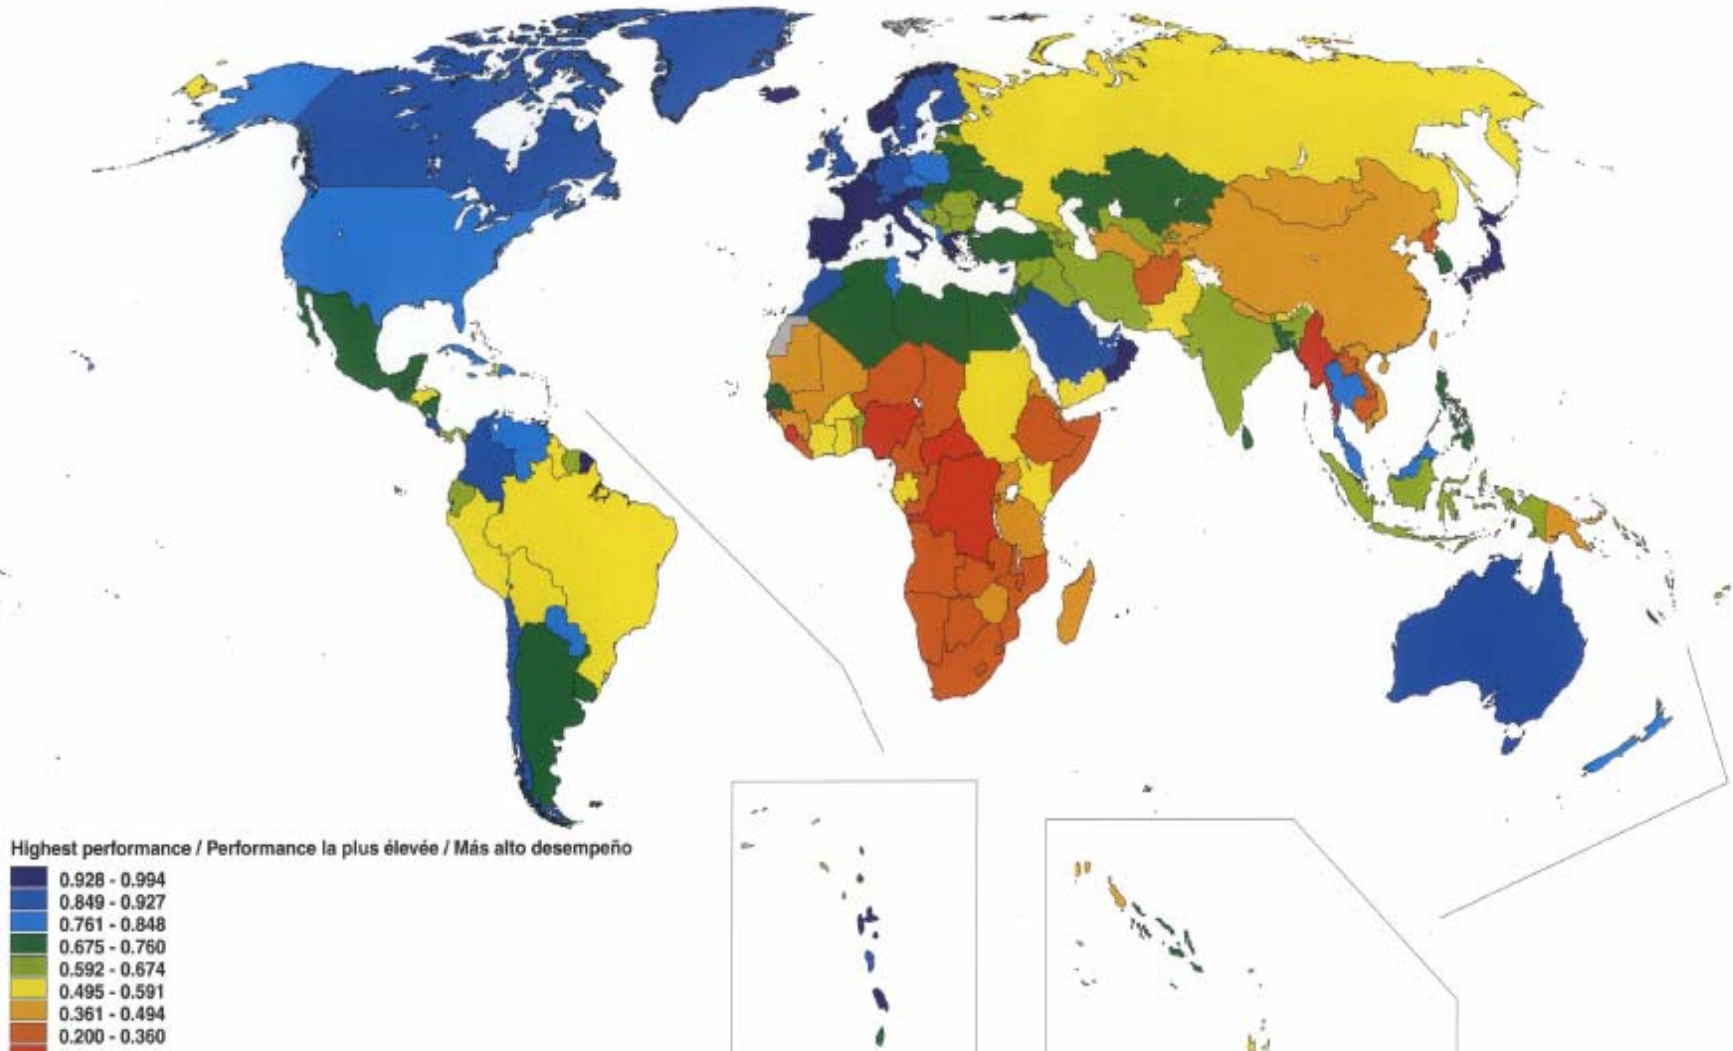 Highest performance / Performance la plus élevée / Más alto desempeño
0.928 - 0.994
0.849 - 0.927
0.761 - 0.848
0.675 - 0.760
0.592 - 0.674
0.495 - 0.591
0.361 - 0.494
0.200 - 0.360